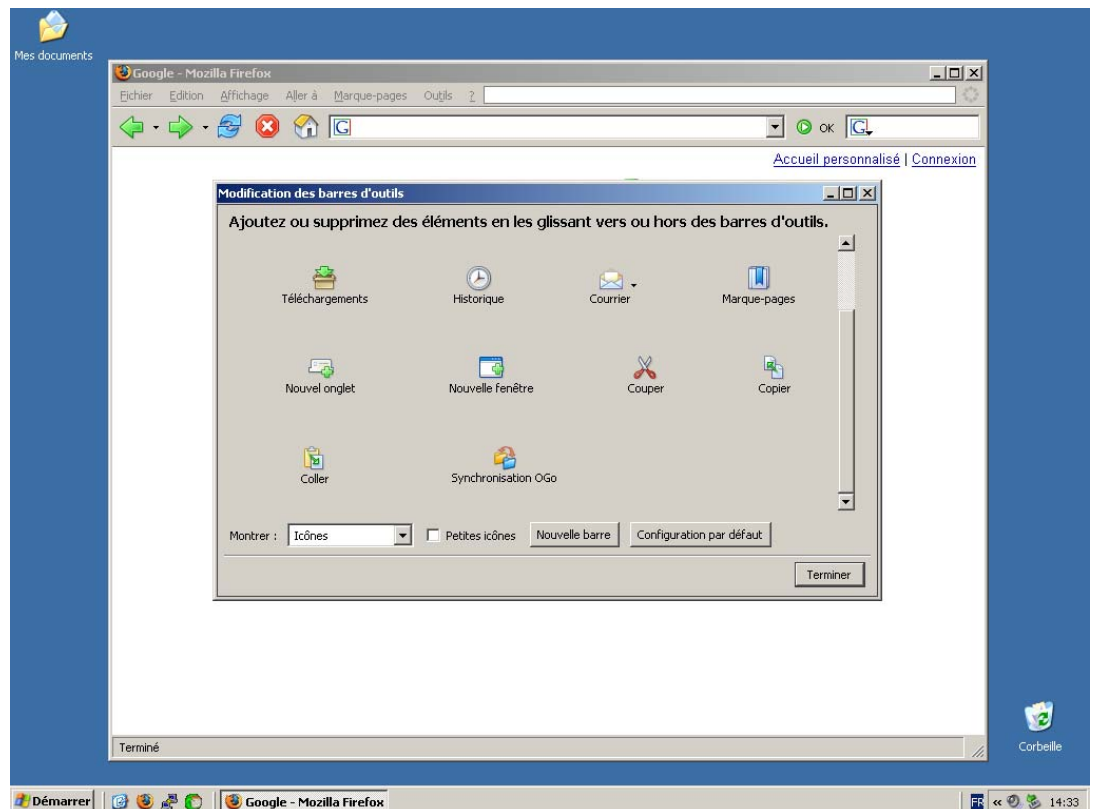 Mes documents
Google - Mozilla Firefox
Fichier Edition Affichage Aller à Marque-pages Outils ?
G OK G
Accueil personnalisé | Connexion
Modification des barres d'outils
Ajoutez ou supprimez des éléments en les glissant vers ou hors des barres d'outils.
Téléchargements Historique Courrier Marque-pages
Nouvel onglet Nouvelle fenêtre Couper Copier
Coller Synchronisation OGo
Montrer : Icônes Petites icônes Nouvelle barre Configuration par défaut
Terminer
Terminé
Corbeille
Démarrer Google - Mozilla Firefox FR « 14:33